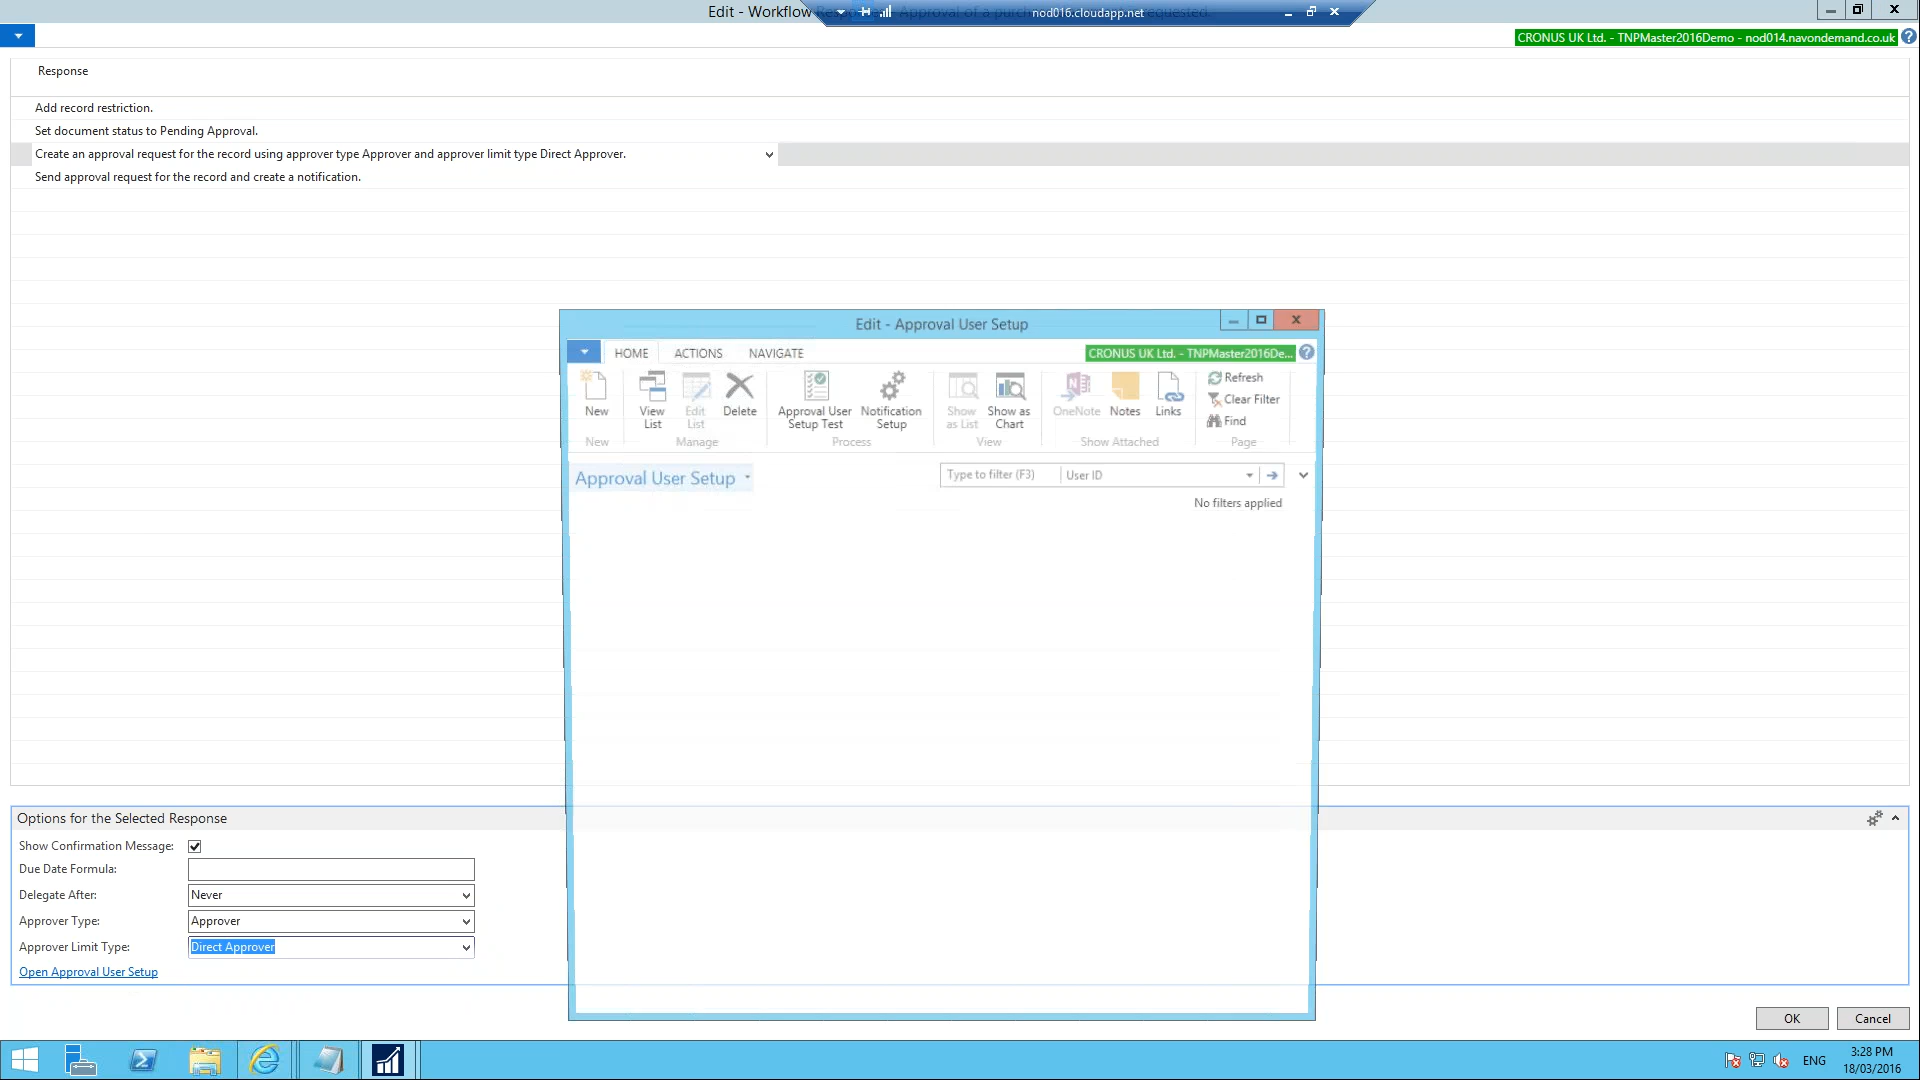 Edit - Workflow
nod016.cloudapp.net
CRONUS UK Ltd. - TNPMaster2016Demo - nod014.navondemand.co.uk
Response
Add record restriction.
Set document status to Pending Approval.
Create an approval request for the record using approver type Approver and approver limit type Direct Approver.
Send approval request for the record and create a notification.
Edit - Approval User Setup
HOME ACTIONS NAVIGATE CRONUS UK Ltd. - TNPMaster2016De...
New
View List
Edit List
Delete
Approval User Setup Test
Notification Setup
Show as List
Show as Chart
OneNote
Notes
Links
Refresh
Clear Filter
Find
New Manage Process View Show Attached Page
Approval User Setup
Type to filter (F3) User ID
No filters applied
Options for the Selected Response
Show Confirmation Message:
Due Date Formula:
Delegate After: Never
Approver Type: Approver
Approver Limit Type: Direct Approver
Open Approval User Setup
OK Cancel
ENG
3:28 PM
18/03/2016